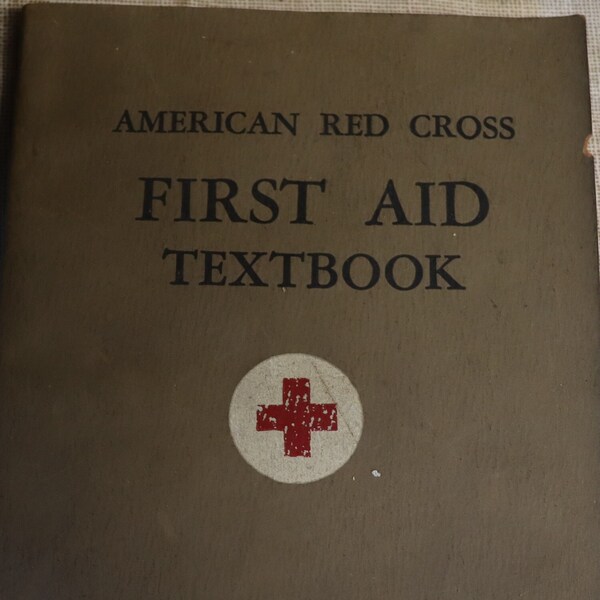 AMERICAN RED CROSS
FIRST AID
TEXTBOOK